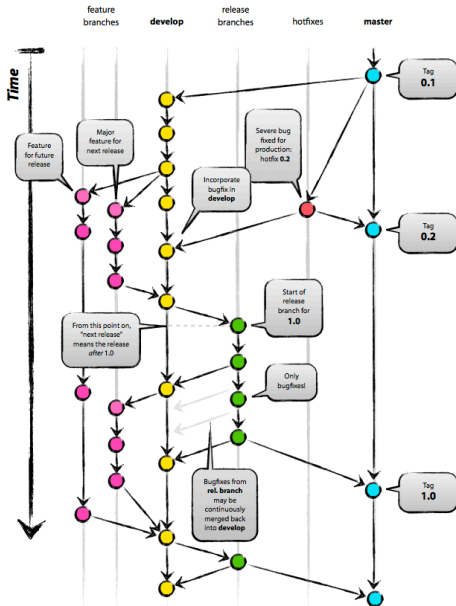 feature
branches
develop
release
branches
hotfixes
master
Time
Tag
0.1
Major
feature for
next release
Severe bug
fixed for
production:
hotfix 0.2
Feature
for future
release
Incorporate
bugfix in
develop
Tag
0.2
Start of
release
branch for
1.0
From this point on,
"next release"
means the release
after 1.0
Only
bugfixes!
Bugfixes from
rel. branch
may be
continuously
merged back
into develop
Tag
1.0